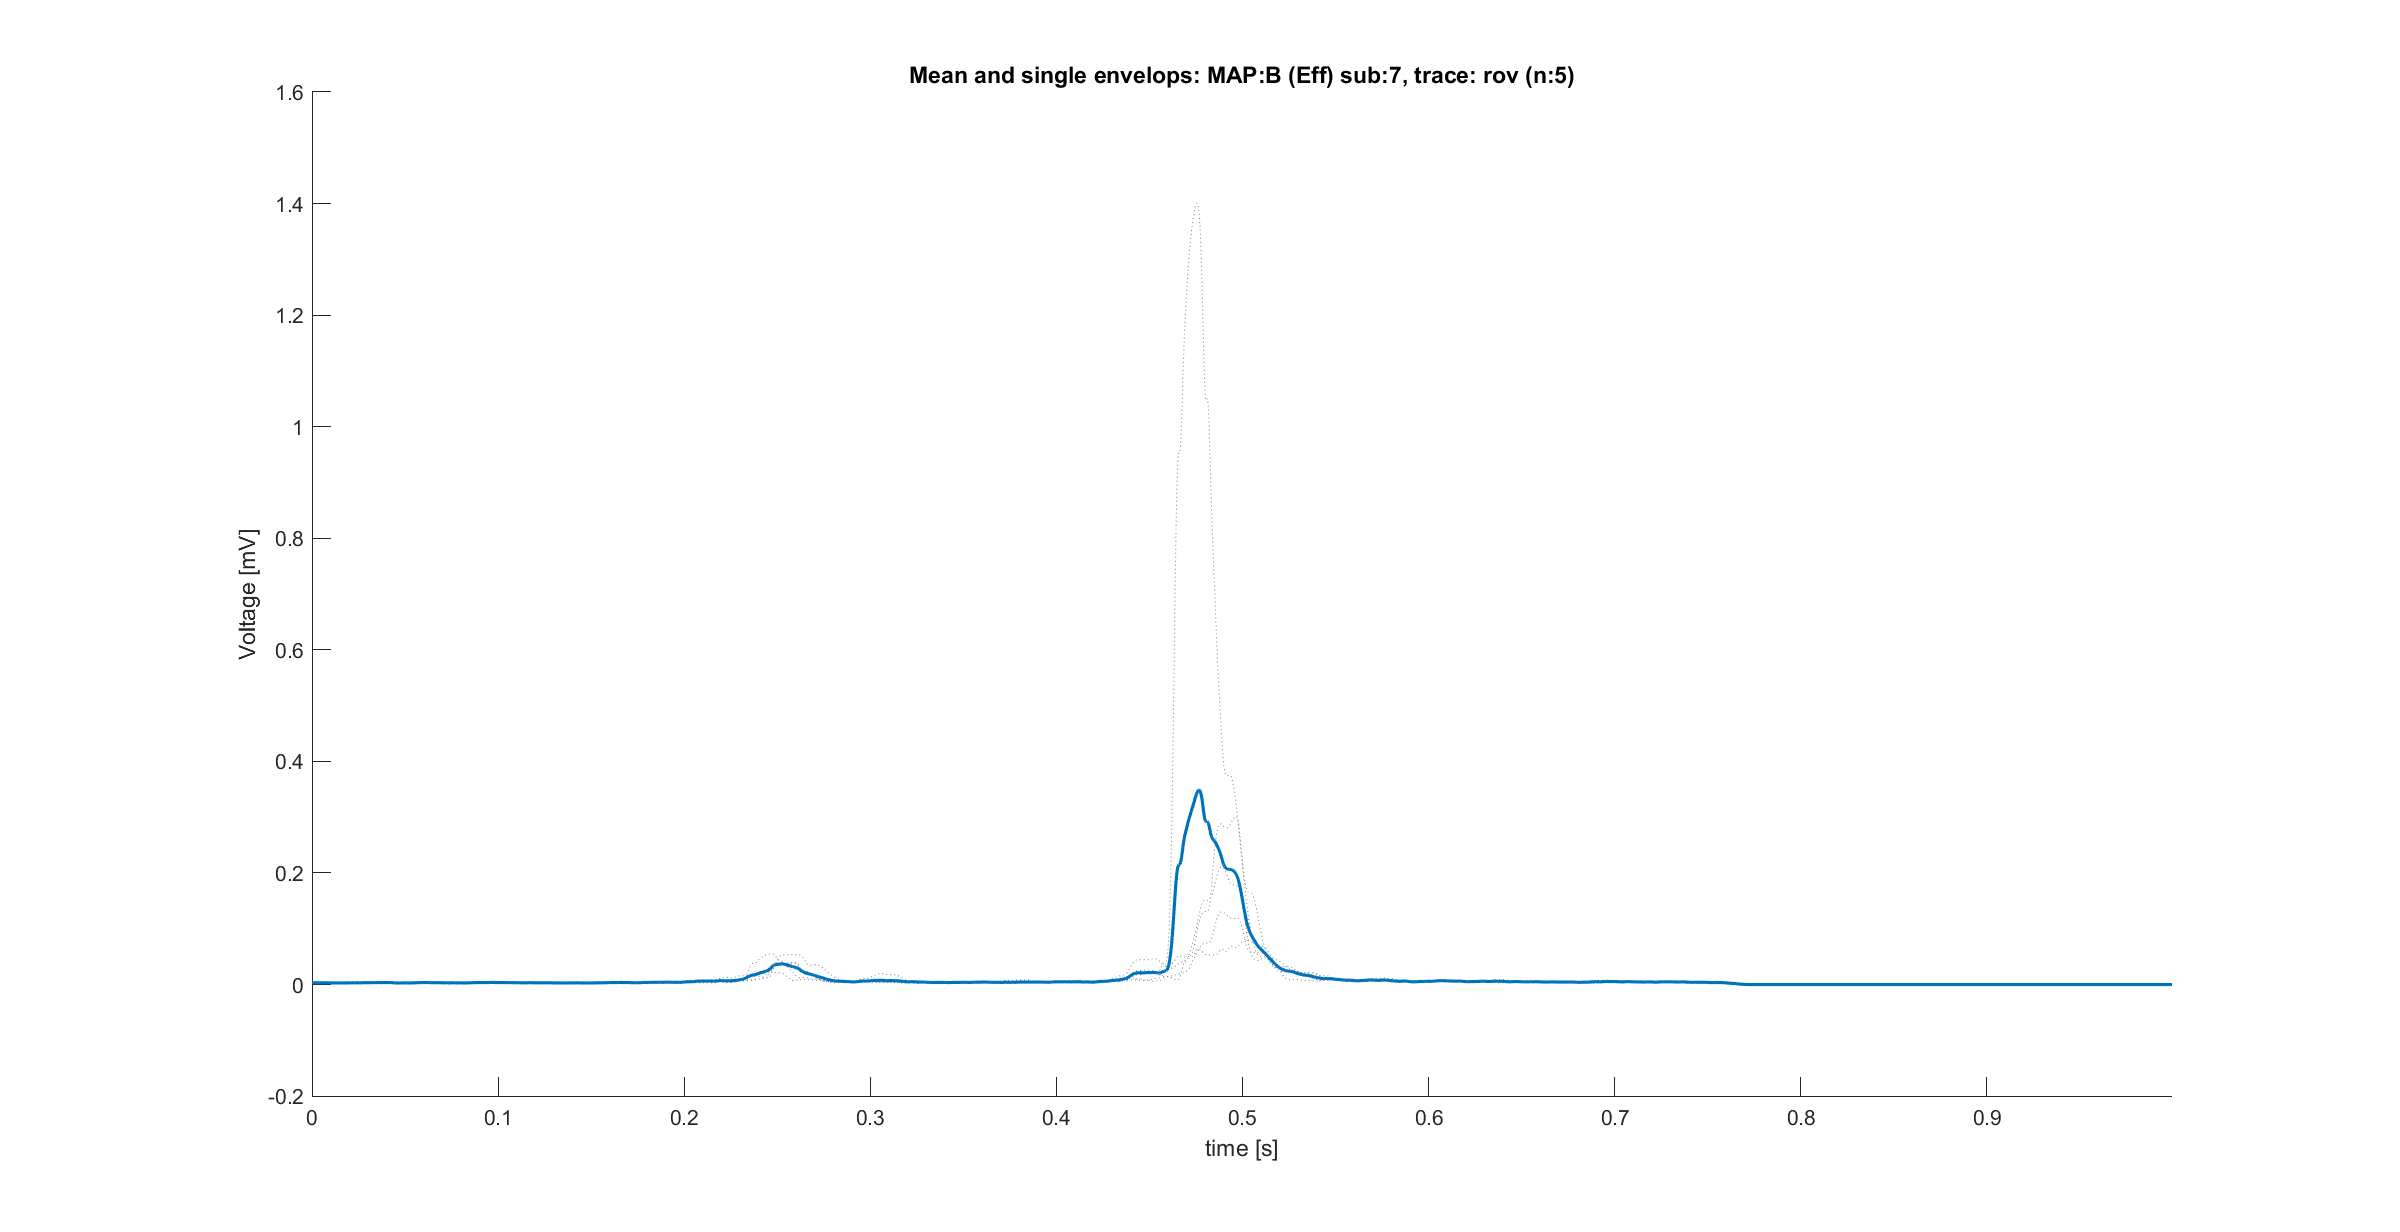 Mean and single envelops: MAP:B (Eff) sub:7, trace: rov (n:5)
1.6
1.4
1.2
1
0.8
0.6
0.4
0.2
0
-0.2
Voltage [mV]
0 0.1 0.2 0.3 0.4 0.5 0.6 0.7 0.8 0.9
time [s]